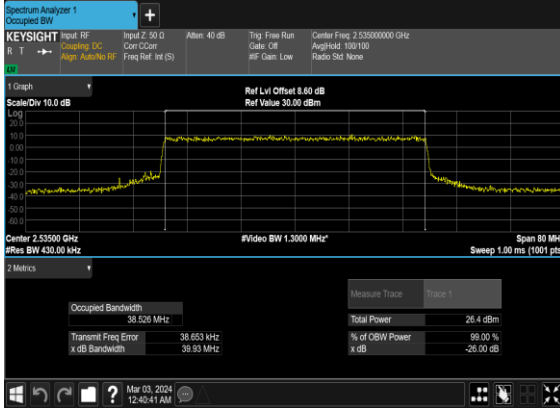 Spectrum Analyzer 1
Occupied BW
+
KEYSIGHT
R T
LW
Input: RF
Coupling: DC
Align: Auto/No RF
Input Z: 50 Ω
Corr CCorr
Freq Ref: Int (S)
Atten: 40 dB
Trig: Free Run
Gate: Off
#IF Gain: Low
Center Freq: 2.535000000 GHz
Avg|Hold: 100/100
Radio Std: None
1 Graph
Scale/Div 10.0 dB
Ref Lvl Offset 8.60 dB
Ref Value 30.00 dBm
Log
20.0
10.0
0.00
-10.0
-20.0
-30.0
-40.0
-50.0
-60.0
Center 2.53500 GHz
#Res BW 430.00 kHz
#Video BW 1.3000 MHz*
Span 80 MH
Sweep 1.00 ms (1001 pts
2 Metrics
Measure Trace Trace 1
Occupied Bandwidth
38.526 MHz
Total Power 26.4 dBm
Transmit Freq Error 38.653 kHz
% of OBW Power 99.00 %
x dB Bandwidth 39.93 MHz
x dB -26.00 dB
?
Mar 03, 2024
12:40:41 AM